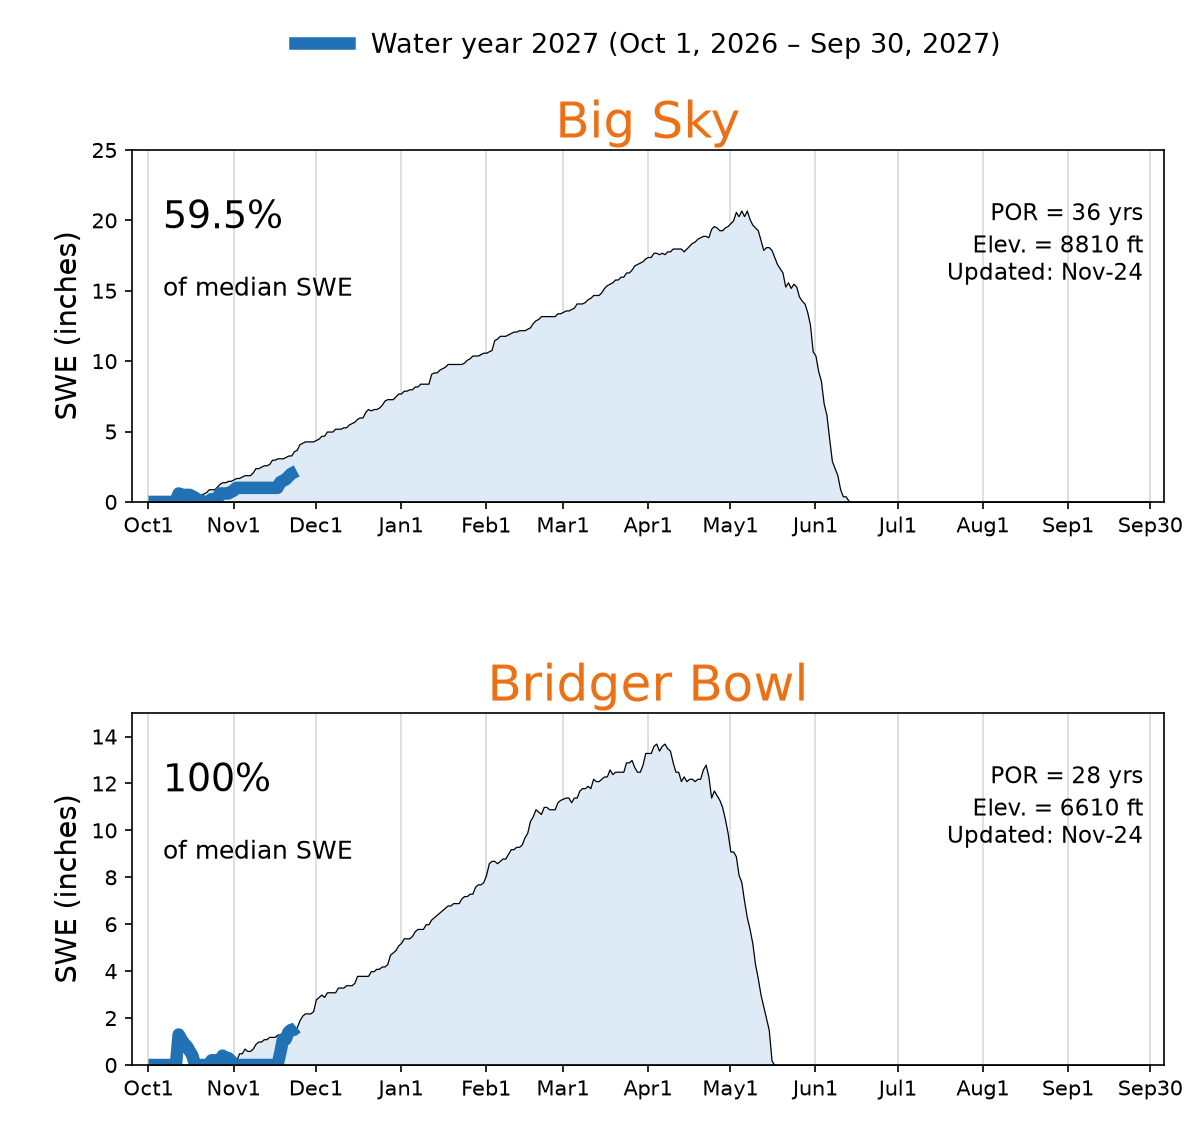 Water year 2027 (Oct 1, 2026 – Sep 30, 2027)
Big Sky
25
20
15
10
5
0
SWE (inches)
59.5%
of median SWE
POR = 36 yrs
Elev. = 8810 ft
Updated: Nov-24
Oct1 Nov1 Dec1 Jan1 Feb1 Mar1 Apr1 May1 Jun1 Jul1 Aug1 Sep1 Sep30
Bridger Bowl
14
12
10
8
6
4
2
0
SWE (inches)
100%
of median SWE
POR = 28 yrs
Elev. = 6610 ft
Updated: Nov-24
Oct1 Nov1 Dec1 Jan1 Feb1 Mar1 Apr1 May1 Jun1 Jul1 Aug1 Sep1 Sep30